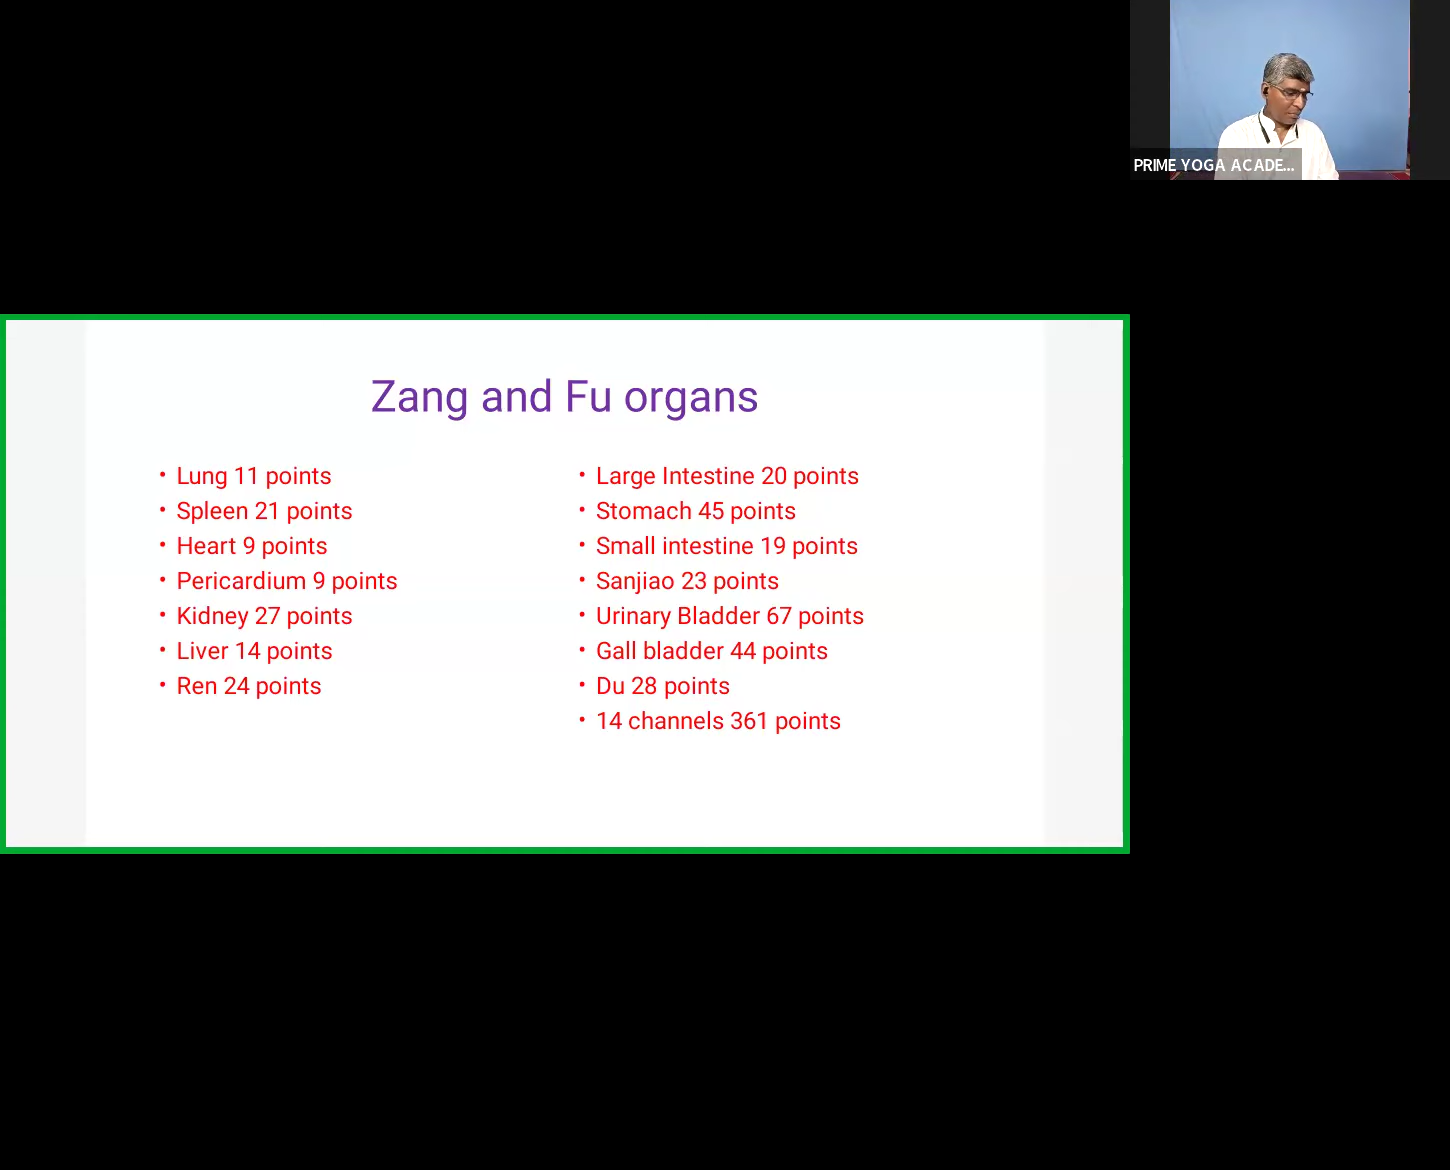 PRIME YOGA ACADE...
Zang and Fu organs
• Lung 11 points
• Spleen 21 points
• Heart 9 points
• Pericardium 9 points
• Kidney 27 points
• Liver 14 points
• Ren 24 points
• Large Intestine 20 points
• Stomach 45 points
• Small intestine 19 points
• Sanjiao 23 points
• Urinary Bladder 67 points
• Gall bladder 44 points
• Du 28 points
• 14 channels 361 points